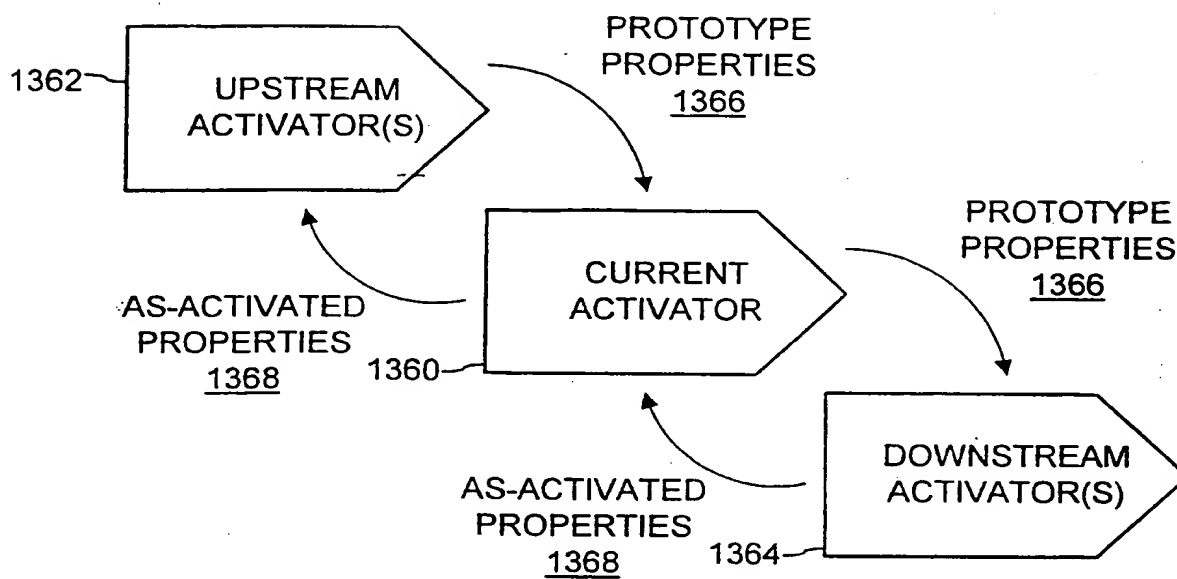 PROTOTYPE
PROPERTIES
1366
1362
UPSTREAM
ACTIVATOR(S)
PROTOTYPE
PROPERTIES
1366
CURRENT
ACTIVATOR
AS-ACTIVATED
PROPERTIES
1368
1360
DOWNSTREAM
ACTIVATOR(S)
AS-ACTIVATED
PROPERTIES
1368
1364